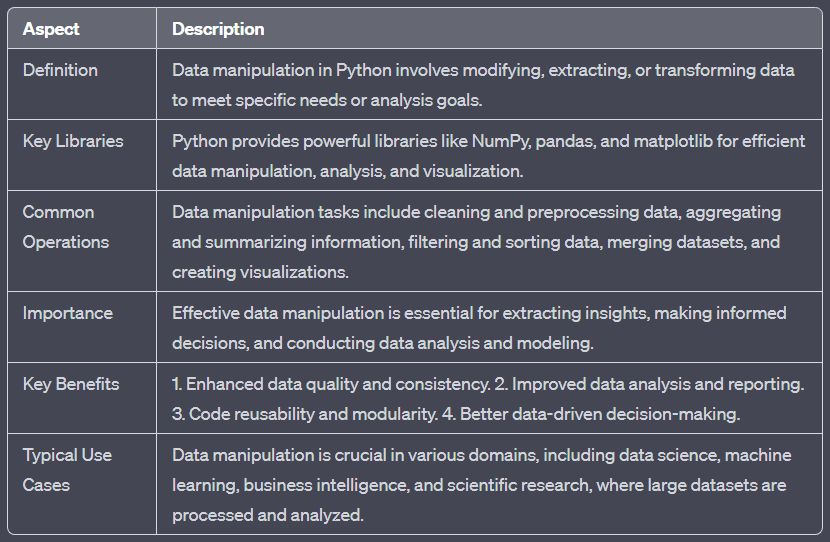 Aspect Description
Definition Data manipulation in Python involves modifying, extracting, or transforming data
to meet specific needs or analysis goals.
Key Libraries Python provides powerful libraries like NumPy, pandas, and matplotlib for efficient
data manipulation, analysis, and visualization.
Common Data manipulation tasks include cleaning and preprocessing data, aggregating
Operations and summarizing information, filtering and sorting data, merging datasets, and
creating visualizations.
Importance Effective data manipulation is essential for extracting insights, making informed
decisions, and conducting data analysis and modeling.
Key Benefits 1. Enhanced data quality and consistency. 2. Improved data analysis and reporting.
3. Code reusability and modularity. 4. Better data-driven decision-making.
Typical Use Data manipulation is crucial in various domains, including data science, machine
Cases learning, business intelligence, and scientific research, where large datasets are
processed and analyzed.